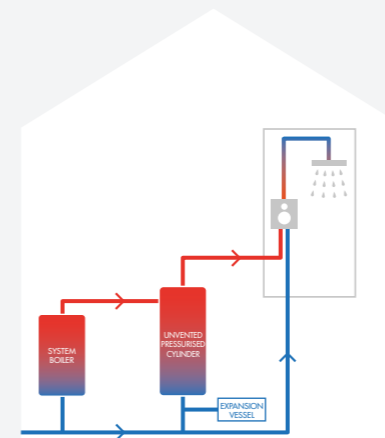 SYSTEM
BOILER
UNVENTED
PRESSURISED
CYLINDER
EXPANSION
VESSEL